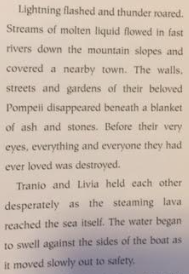 Lightning flashed and thunder roared.
Streams of molten liquid flowed in fast
rivers down the mountain slopes and
covered a nearby town. The walls,
streets and gardens of their beloved
Pompeii disappeared beneath a blanket
of ash and stones. Before their very
eyes, everything and everyone they had
ever loved was destroyed.
Tranio and Livia held each other
desperately as the steaming lava
reached the sea itself. The water began
to swell against the sides of the boat as
it moved slowly out to safety.